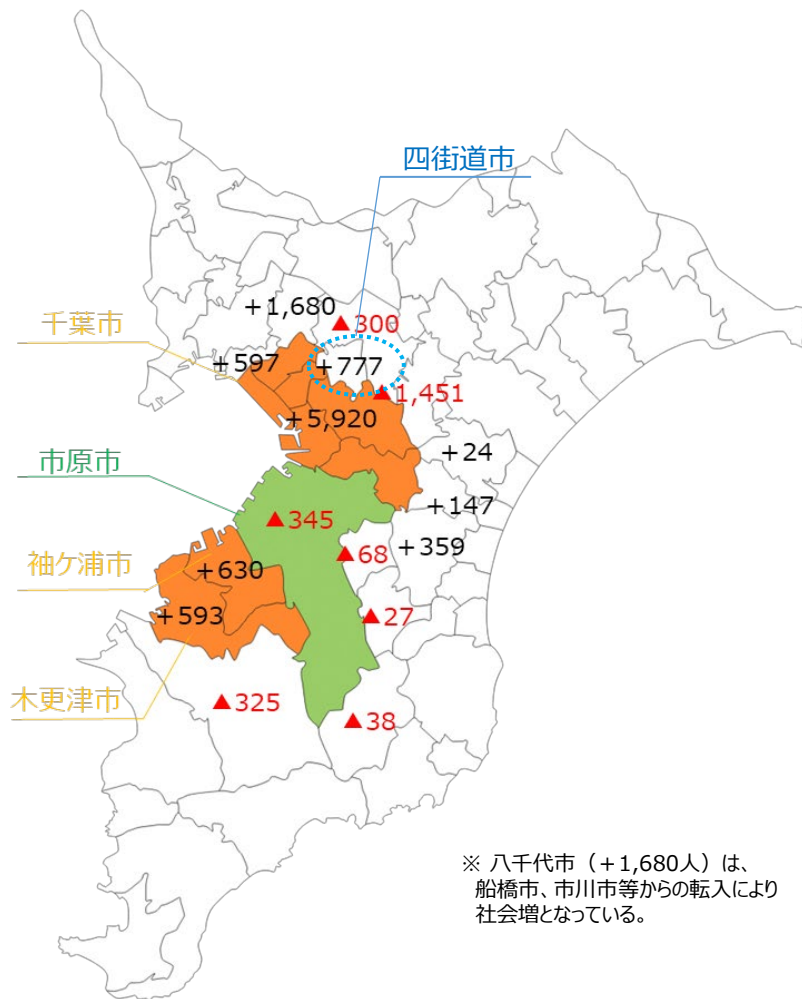 四街道市
+1,680
▲300
千葉市
+597
+777
▲1,451
+5,920
+24
市原市
+147
▲345
+359
▲68
袖ケ浦市
+630
+593
▲27
木更津市
▲325
▲38
※ 八千代市（+1,680人）は、
船橋市、市川市等からの転入により
社会増となっている。